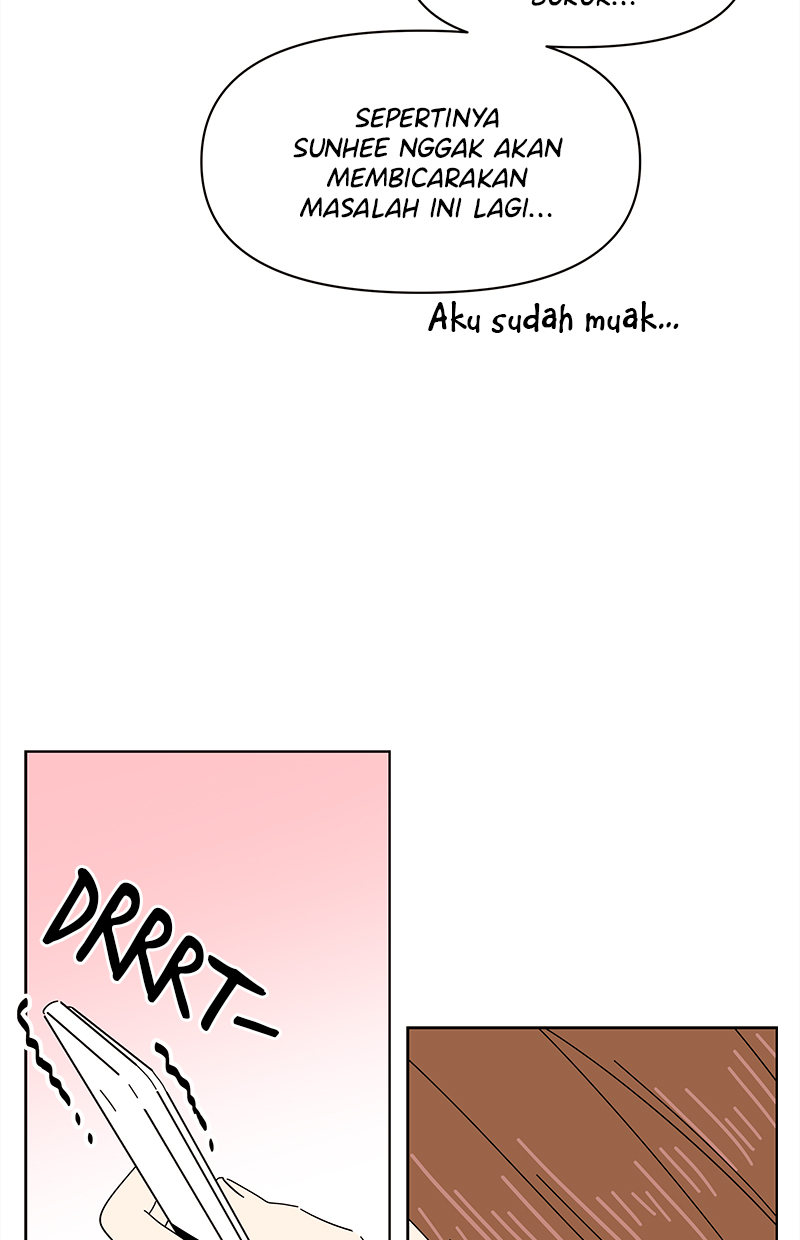 SEPERTINYA
SUNHEE NGGAK AKAN
MEMBICARAKAN
MASALAH INI LAGI...
Aku sudah muak...
DRRRT-